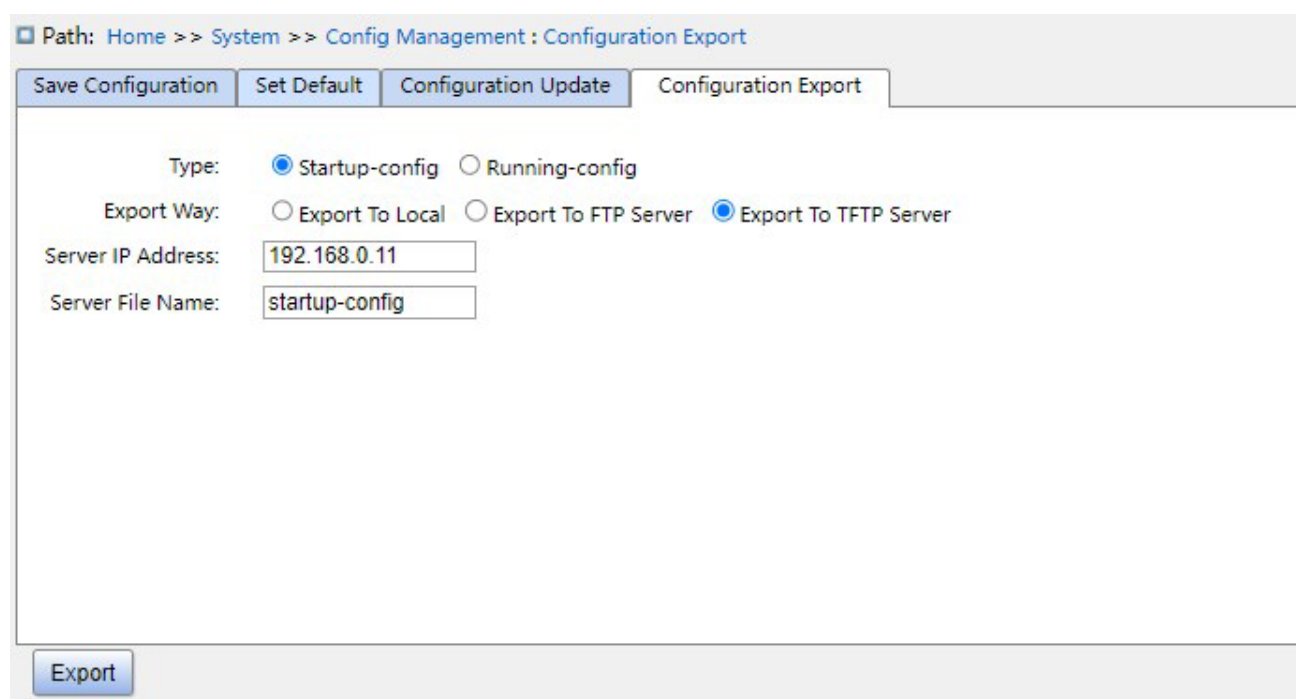 Path: Home >> System >> Config Management : Configuration Export
Save Configuration Set Default Configuration Update Configuration Export
Type: Startup-config Running-config
Export Way: Export To Local Export To FTP Server Export To TFTP Server
Server IP Address: 192.168.0.11
Server File Name: startup-config
Export